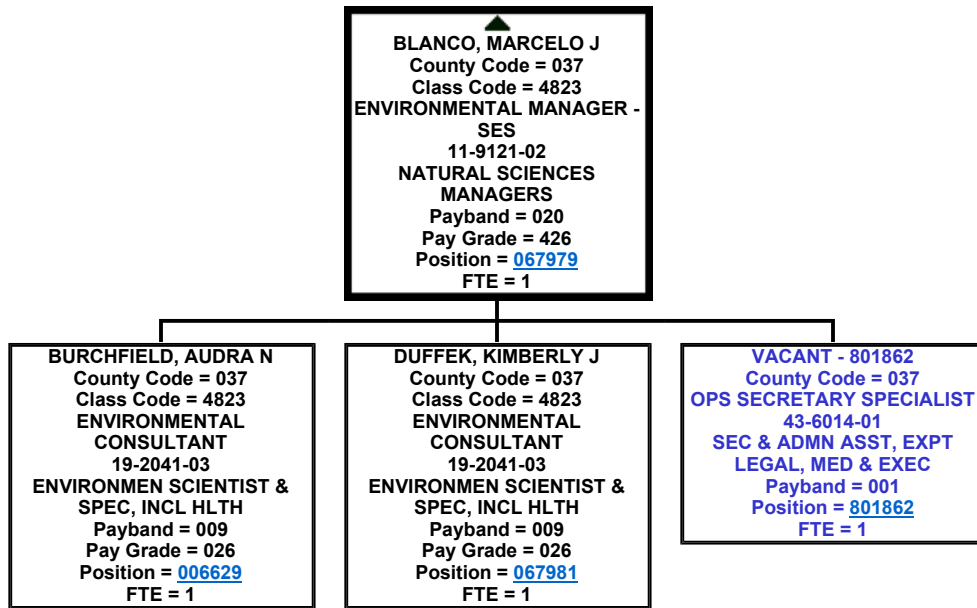 BLANCO, MARCELO J
County Code = 037
Class Code = 4823
ENVIRONMENTAL MANAGER -
SES
11-9121-02
NATURAL SCIENCES
MANAGERS
Payband = 020
Pay Grade = 426
Position = 067979
FTE = 1
BURCHFIELD, AUDRA N
County Code = 037
Class Code = 4823
ENVIRONMENTAL
CONSULTANT
19-2041-03
ENVIRONMEN SCIENTIST &
SPEC, INCL HLTH
Payband = 009
Pay Grade = 026
Position = 006629
FTE = 1
DUFFEK, KIMBERLY J
County Code = 037
Class Code = 4823
ENVIRONMENTAL
CONSULTANT
19-2041-03
ENVIRONMEN SCIENTIST &
SPEC, INCL HLTH
Payband = 009
Pay Grade = 026
Position = 067981
FTE = 1
VACANT - 801862
County Code = 037
OPS SECRETARY SPECIALIST
43-6014-01
SEC & ADMN ASST, EXPT
LEGAL, MED & EXEC
Payband = 001
Position = 801862
FTE = 1